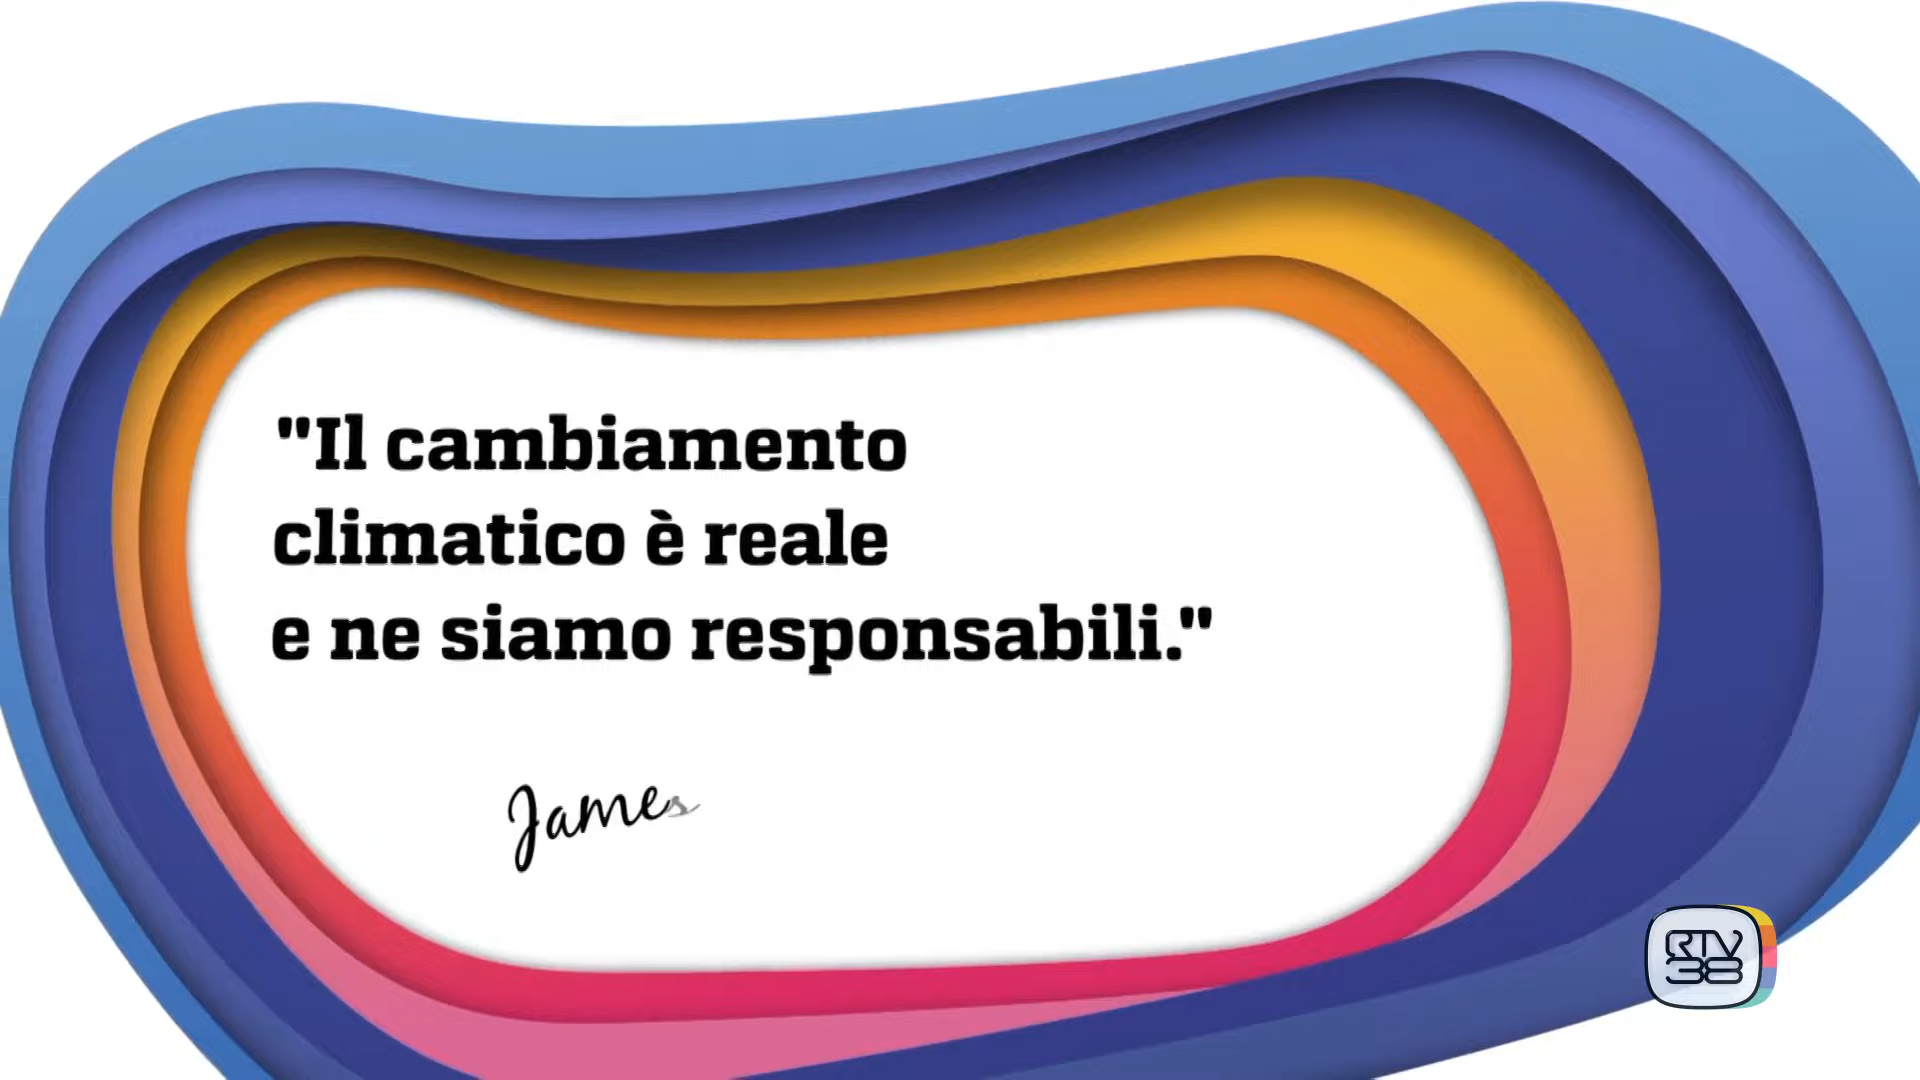 "Il cambiamento
climatico è reale
e ne siamo responsabili."
James
RTV
38